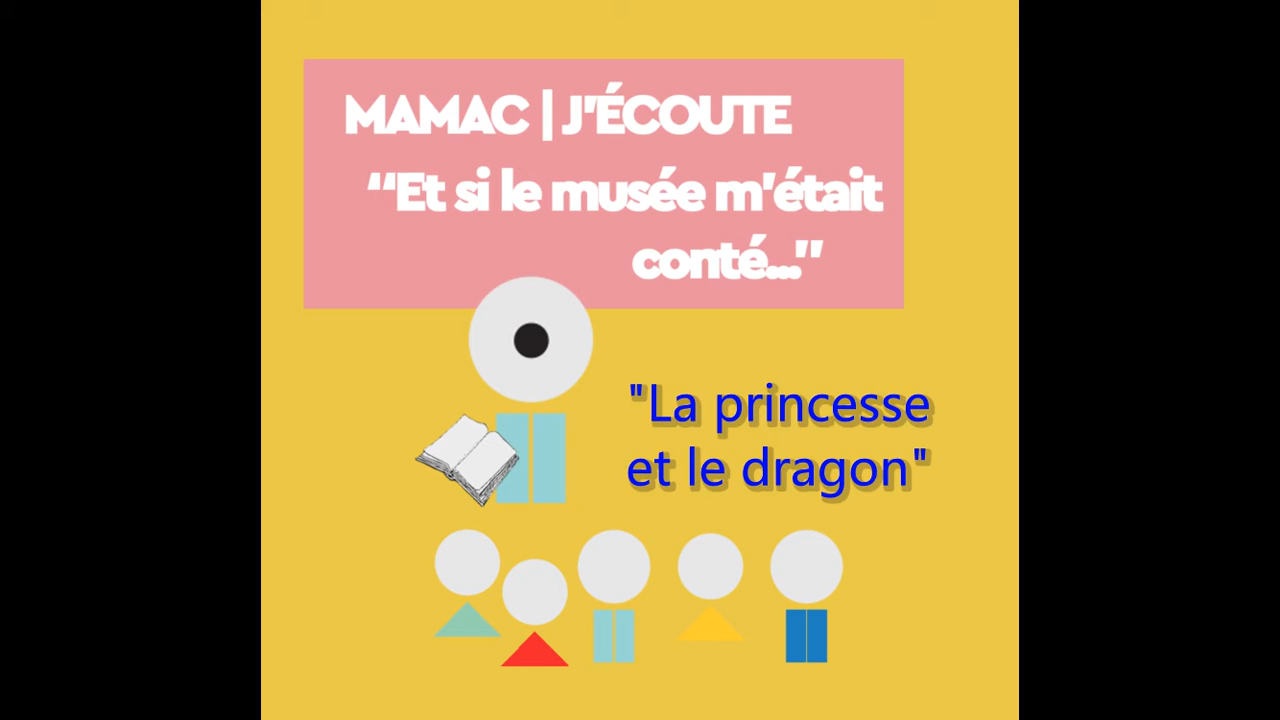 MAMAC | J'ÉCOUTE
“Et si le musée m'était
conté...”
"La princesse
et le dragon"